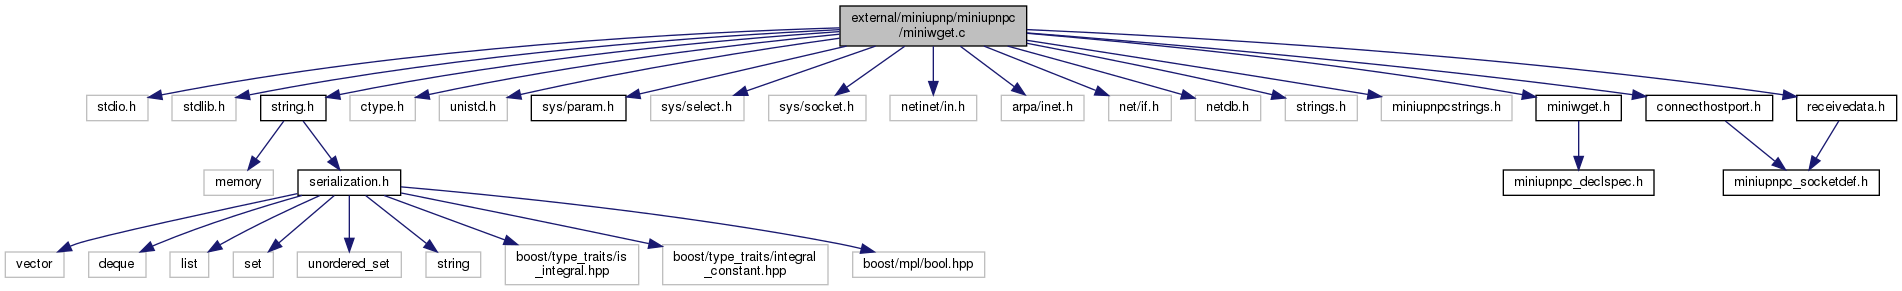 external/miniupnp/miniupnpc
/miniwget.c
stdio.h
stdlib.h
string.h
ctype.h
unistd.h
sys/param.h
sys/select.h
sys/socket.h
netinet/in.h
arpa/inet.h
net/if.h
netdb.h
strings.h
miniupnpcstrings.h
miniwget.h
connecthostport.h
receivedata.h
memory
serialization.h
miniupnpc_declspec.h
miniupnpc_socketdef.h
vector
deque
list
set
unordered_set
string
boost/type_traits/is
_integral.hpp
boost/type_traits/integral
_constant.hpp
boost/mpl/bool.hpp